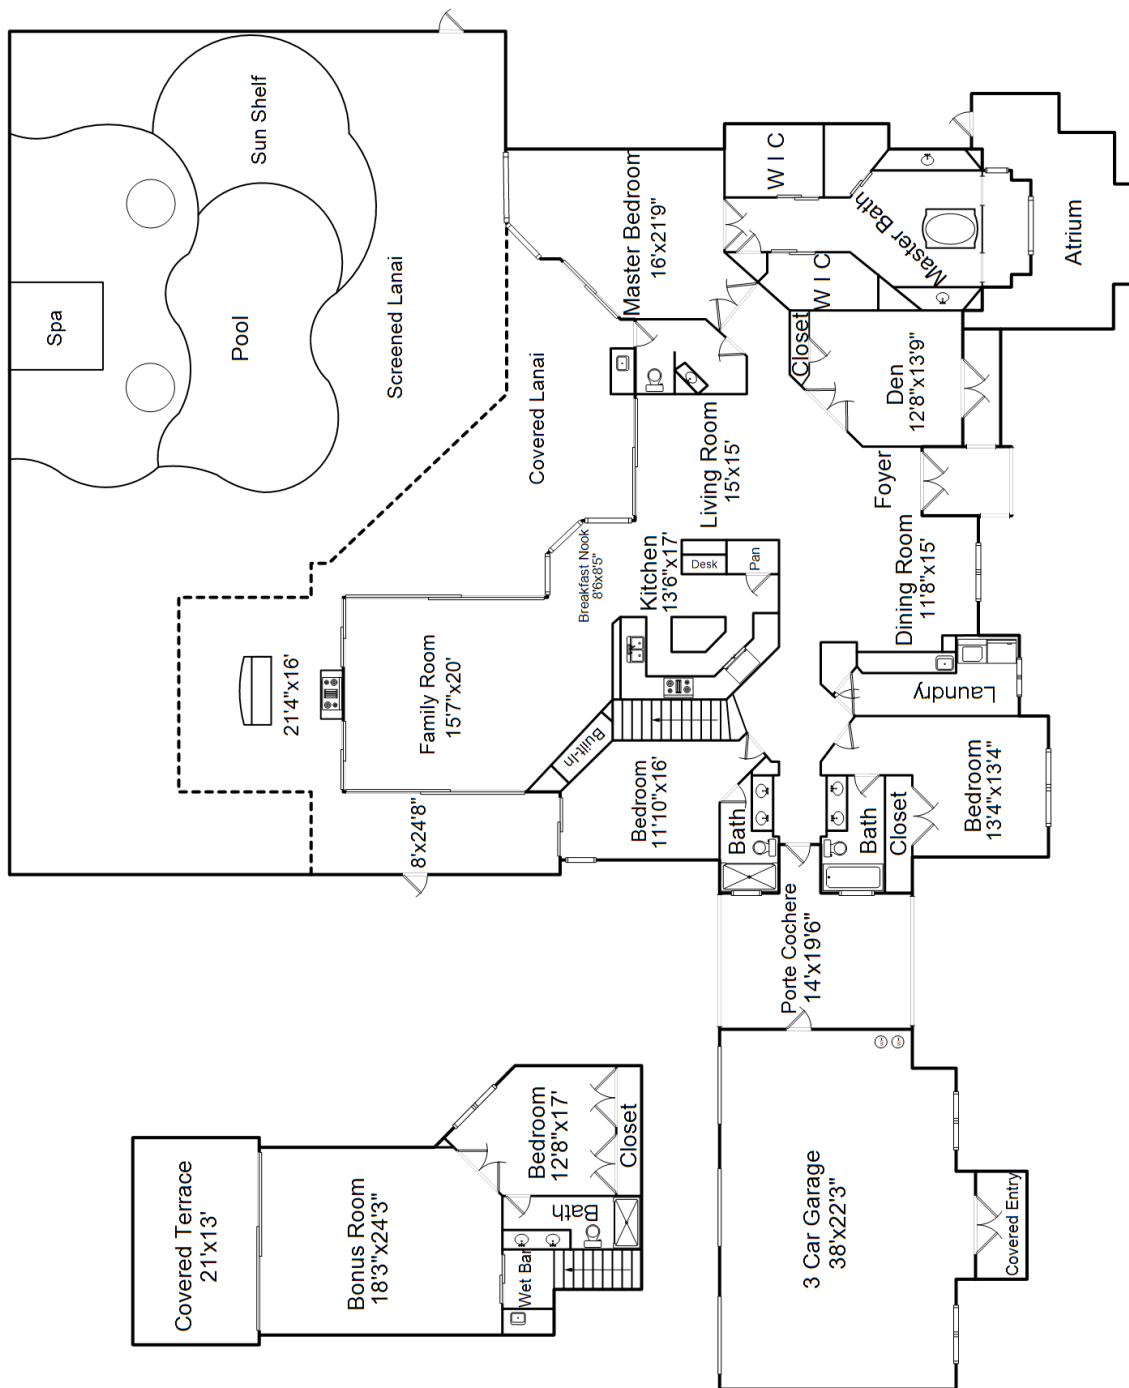 Sun Shelf
Spa
Pool
Screened Lanai
Covered Lanai
Master Bedroom
16'x21'9"
W I C
Master Bath
W I C
Atrium
Closet
Den
12'8"x13'9"
Living Room
15'x15'
Foyer
Breakfast Nook
8'6x8'5"
Kitchen
13'6"x17'
Desk
Pan
Dining Room
11'8"x15'
21'4"x16'
Family Room
15'7"x20'
Built-In
Laundry
8'x24'8"
Bedroom
11'10"x16'
Bath
Bath
Closet
Bedroom
13'4"x13'4"
Porte Cochere
14'x19'6"
3 Car Garage
38'x22'3"
Covered Entry
Covered Terrace
21'x13'
Bonus Room
18'3"x24'3"
Bedroom
12'8"x17'
Closet
Bath
Wet Bar